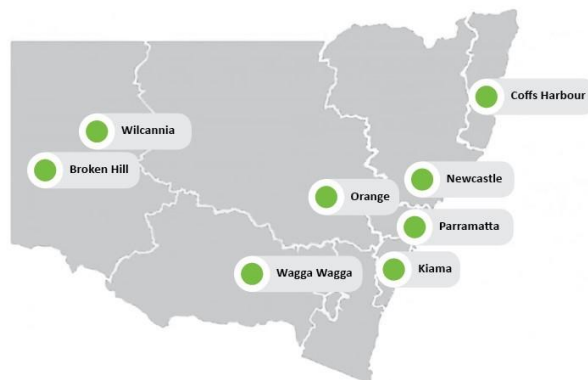 Coffs Harbour
Wilcannia
Broken Hill
Newcastle
Orange
Parramatta
Kiama
Wagga Wagga